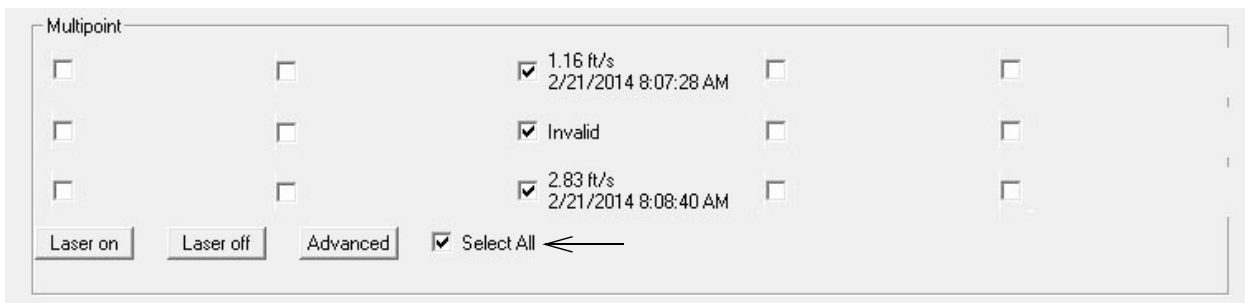 Multipoint
1.16 ft/s
2/21/2014 8:07:28 AM
Invalid
2.83 ft/s
2/21/2014 8:08:40 AM
Laser on Laser off Advanced Select All